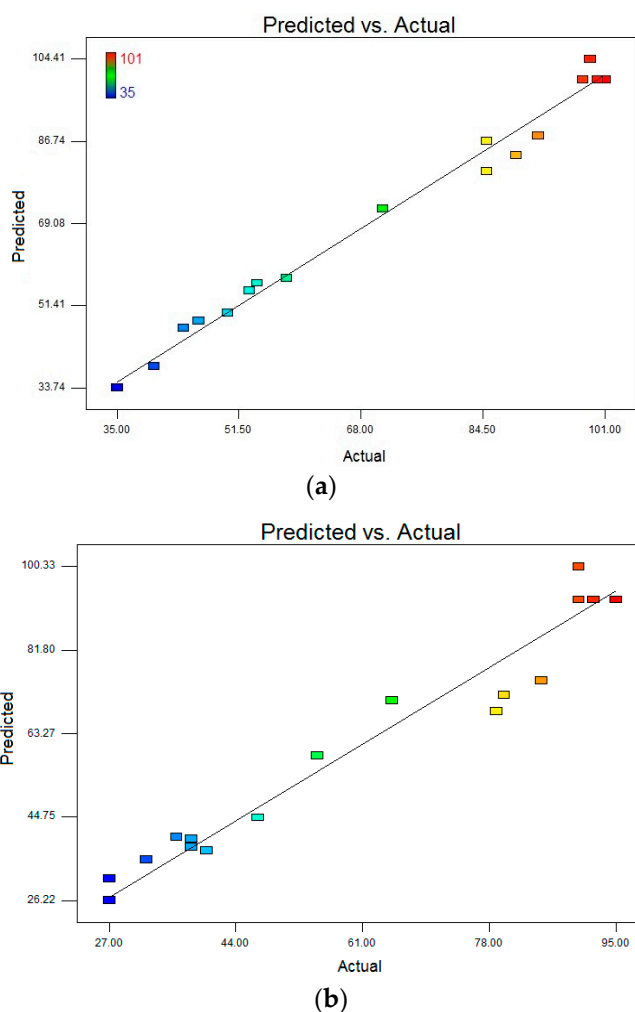 Predicted vs. Actual
104.41
101
35
86.74
69.08
51.41
33.74
Predicted
35.00 51.50 68.00 84.50 101.00
Actual
(a)
Predicted vs. Actual
100.33
81.80
63.27
44.75
26.22
Predicted
27.00 44.00 61.00 78.00 95.00
Actual
(b)